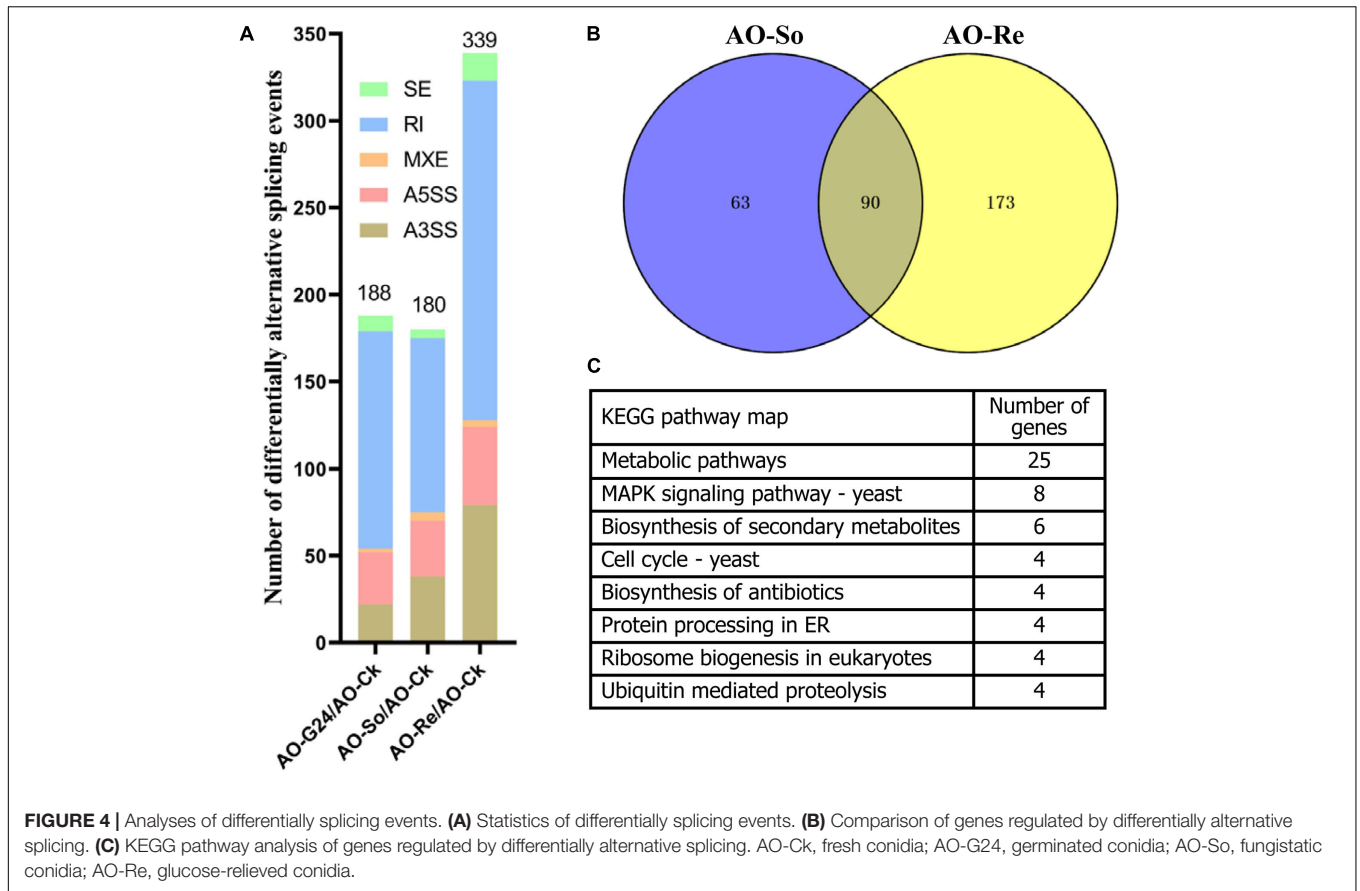 A
Number of differentially alternative splicing events
350
300
250
200
150
100
50
0
SE
RI
MXE
A5SS
A3SS
188
180
339
AO-G24/AO-Ck
AO-So/AO-Ck
AO-Re/AO-Ck
B
AO-So
AO-Re
63
90
173
C
KEGG pathway map
Number of
genes
Metabolic pathways 25
MAPK signaling pathway - yeast 8
Biosynthesis of secondary metabolites 6
Cell cycle - yeast 4
Biosynthesis of antibiotics 4
Protein processing in ER 4
Ribosome biogenesis in eukaryotes 4
Ubiquitin mediated proteolysis 4
FIGURE 4 | Analyses of differentially splicing events. (A) Statistics of differentially splicing events. (B) Comparison of genes regulated by differentially alternative
splicing. (C) KEGG pathway analysis of genes regulated by differentially alternative splicing. AO-Ck, fresh conidia; AO-G24, germinated conidia; AO-So, fungistatic
conidia; AO-Re, glucose-relieved conidia.